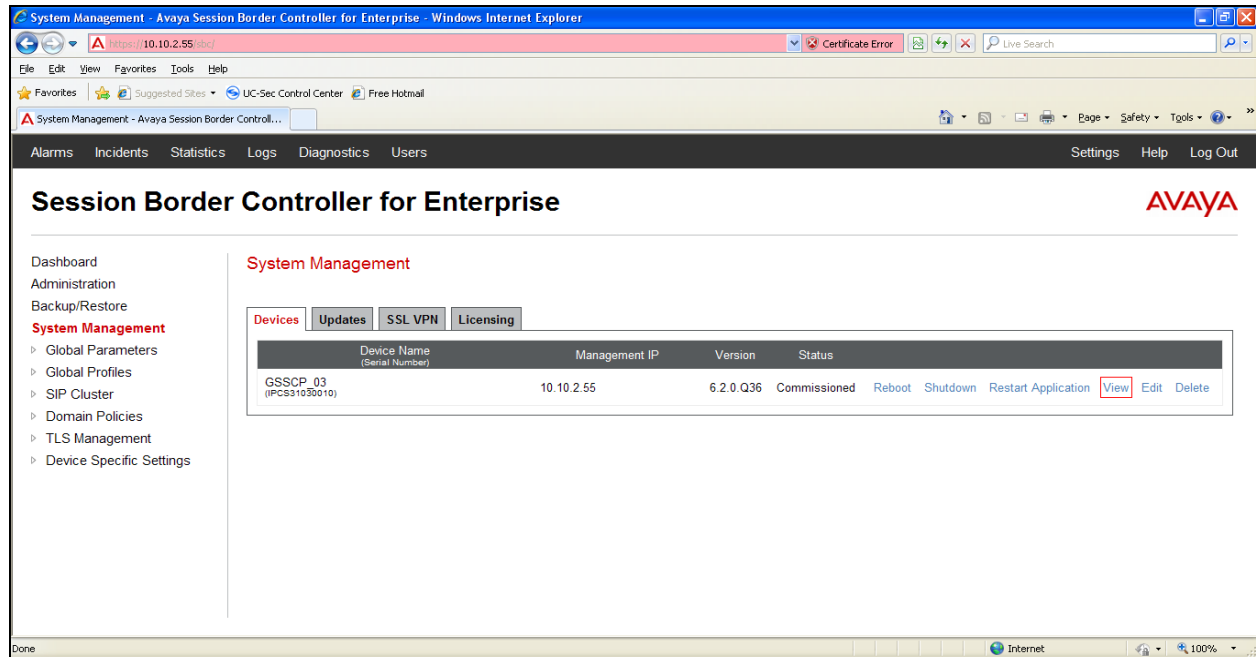 System Management - Avaya Session Border Controller for Enterprise - Windows Internet Explorer
https://10.10.2.55/sbc/ Certificate Error Live Search
File Edit View Favorites Tools Help
Favorites Suggested Sites UC-Sec Control Center Free Hotmail
System Management - Avaya Session Border Controll... Page Safety Tools »
Alarms Incidents Statistics Logs Diagnostics Users Settings Help Log Out
Session Border Controller for Enterprise AVAYA
Dashboard
Administration
Backup/Restore
System Management
Global Parameters
Global Profiles
SIP Cluster
Domain Policies
TLS Management
Device Specific Settings
System Management
Devices Updates SSL VPN Licensing
Device Name Management IP Version Status
(Serial Number)
GSSCP_03 10.10.2.55 6.2.0.Q36 Commissioned Reboot Shutdown Restart Application View Edit Delete
(IPCS31030010)
Done Internet 100%